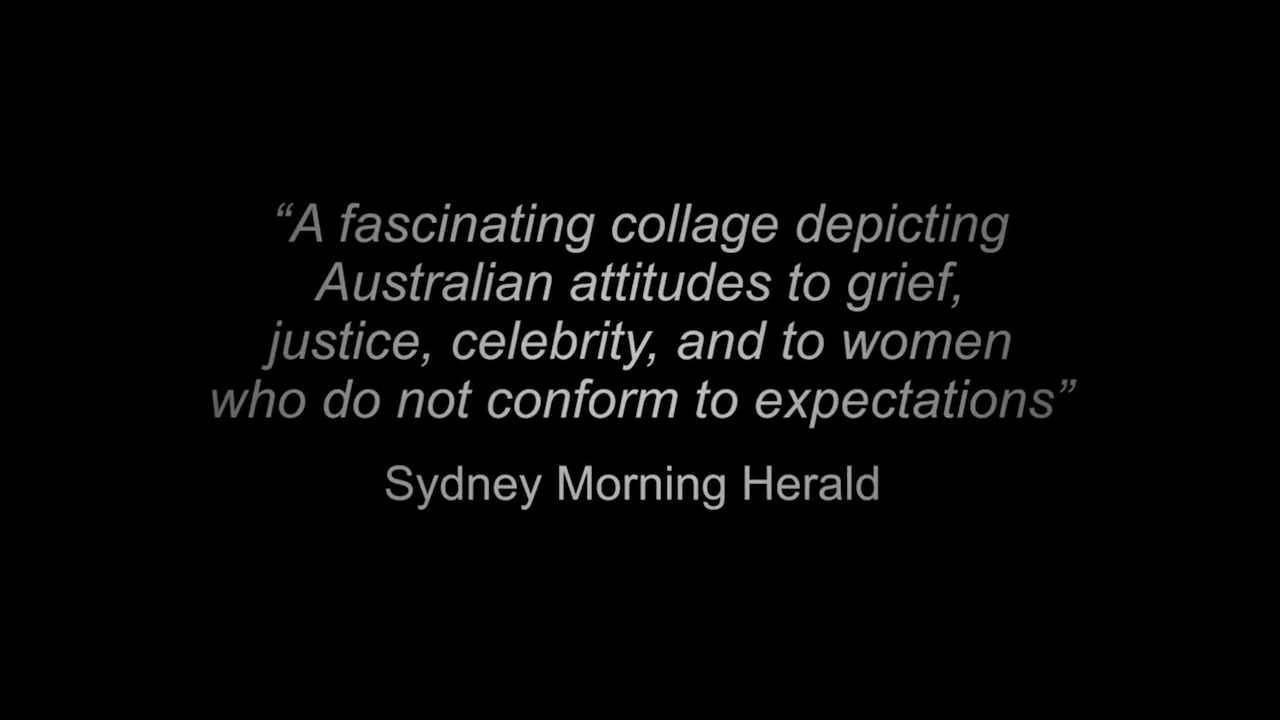 “A fascinating collage depicting
Australian attitudes to grief,
justice, celebrity, and to women
who do not conform to expectations”
Sydney Morning Herald